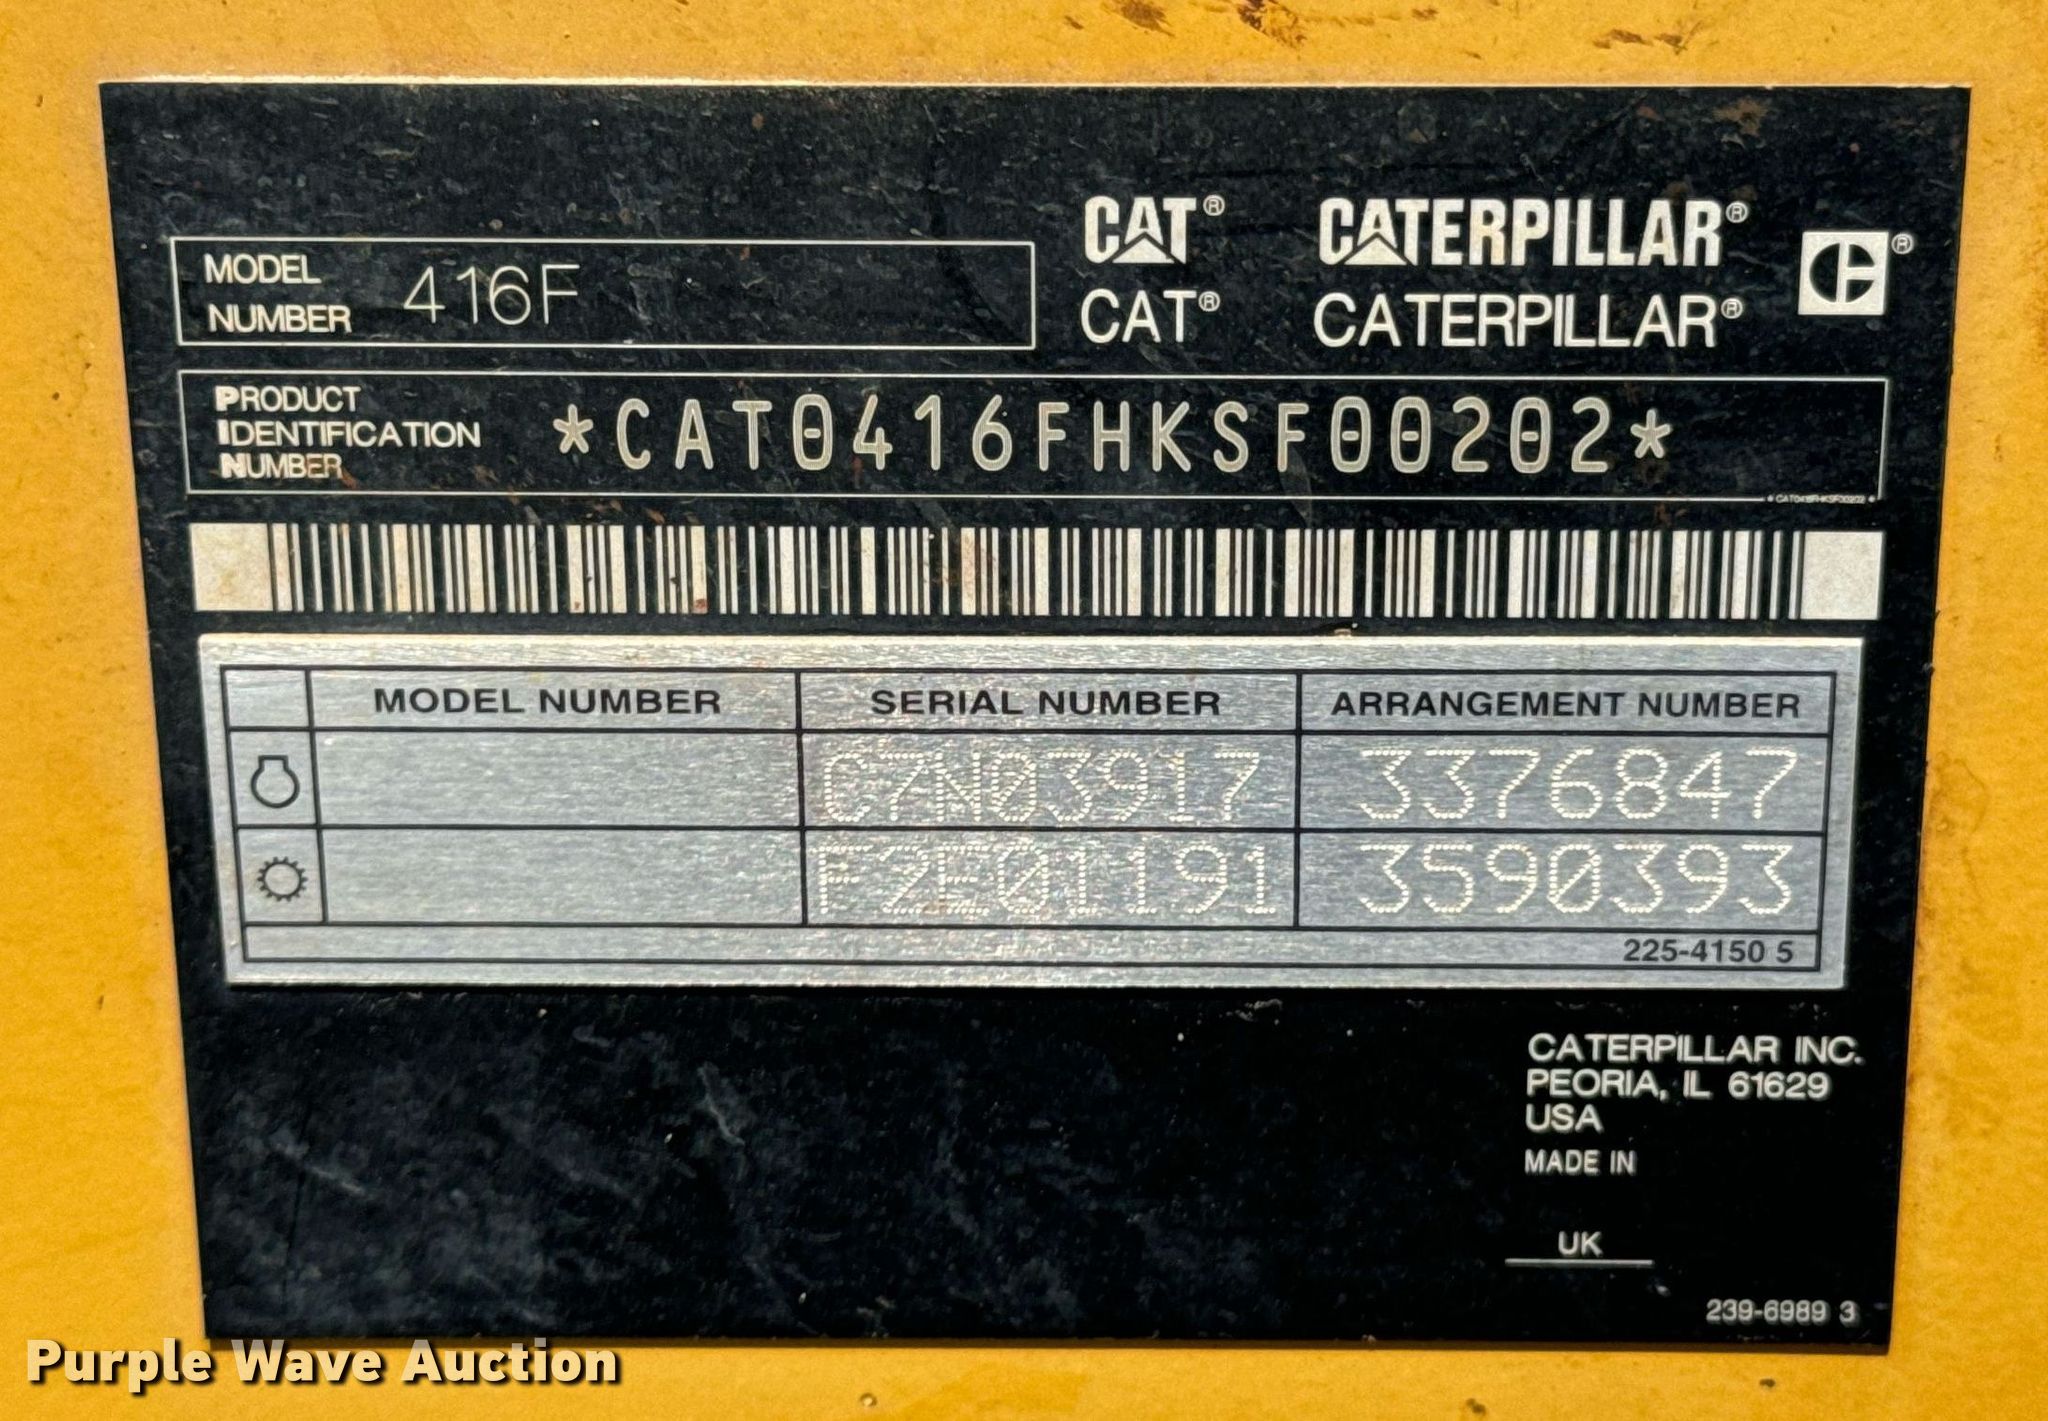 CAT® CATERPILLAR® ®
CAT® CATERPILLAR®
MODEL
NUMBER 416F
PRODUCT
IDENTIFICATION
NUMBER *CAT0416FHKSF00202*
* CAT0416FHKSF00202 *
MODEL NUMBER SERIAL NUMBER ARRANGEMENT NUMBER
C7N03917 3376847
F2E01191 3590393
225-4150 5
CATERPILLAR INC.
PEORIA, IL 61629
USA
MADE IN
UK
239-6989 3
Purple Wave Auction